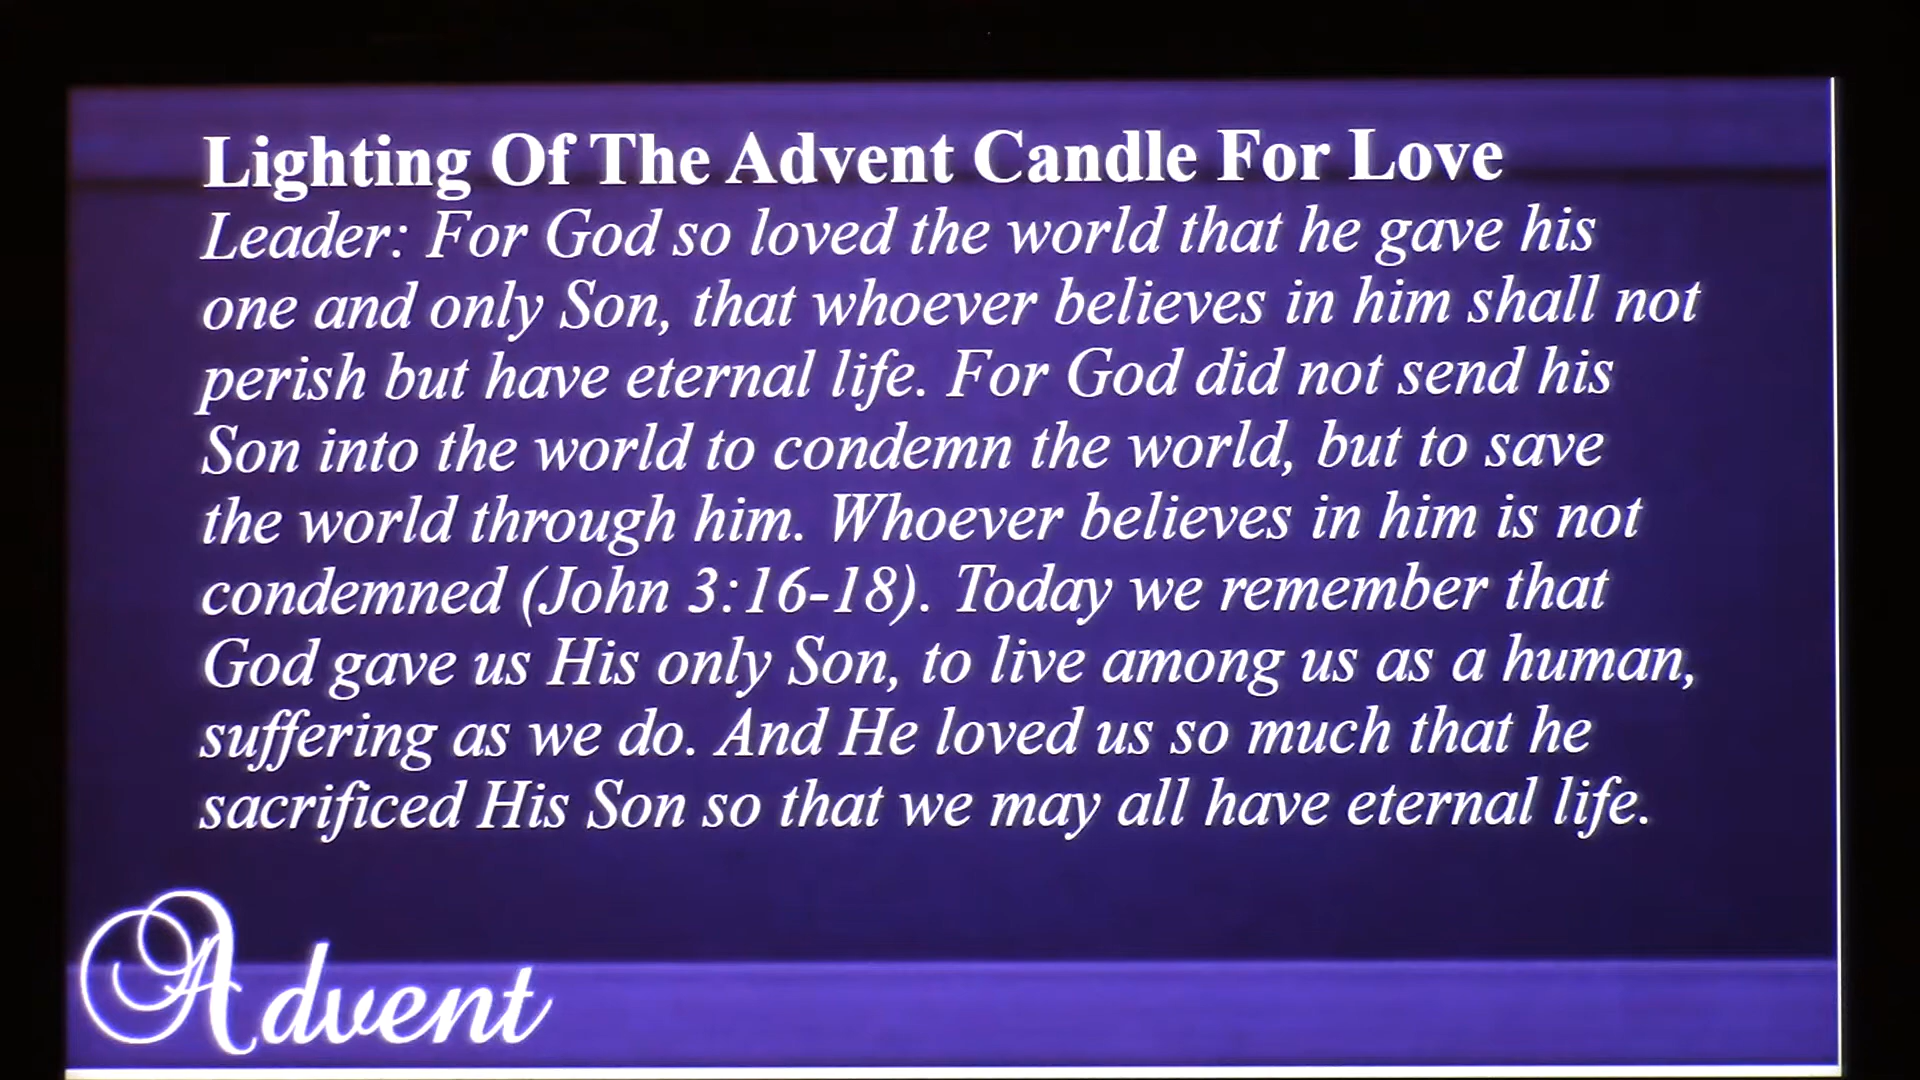 Lighting Of The Advent Candle For Love
Leader: For God so loved the world that he gave his
one and only Son, that whoever believes in him shall not
perish but have eternal life. For God did not send his
Son into the world to condemn the world, but to save
the world through him. Whoever believes in him is not
condemned (John 3:16-18). Today we remember that
God gave us His only Son, to live among us as a human,
suffering as we do. And He loved us so much that he
sacrificed His Son so that we may all have eternal life.
Advent